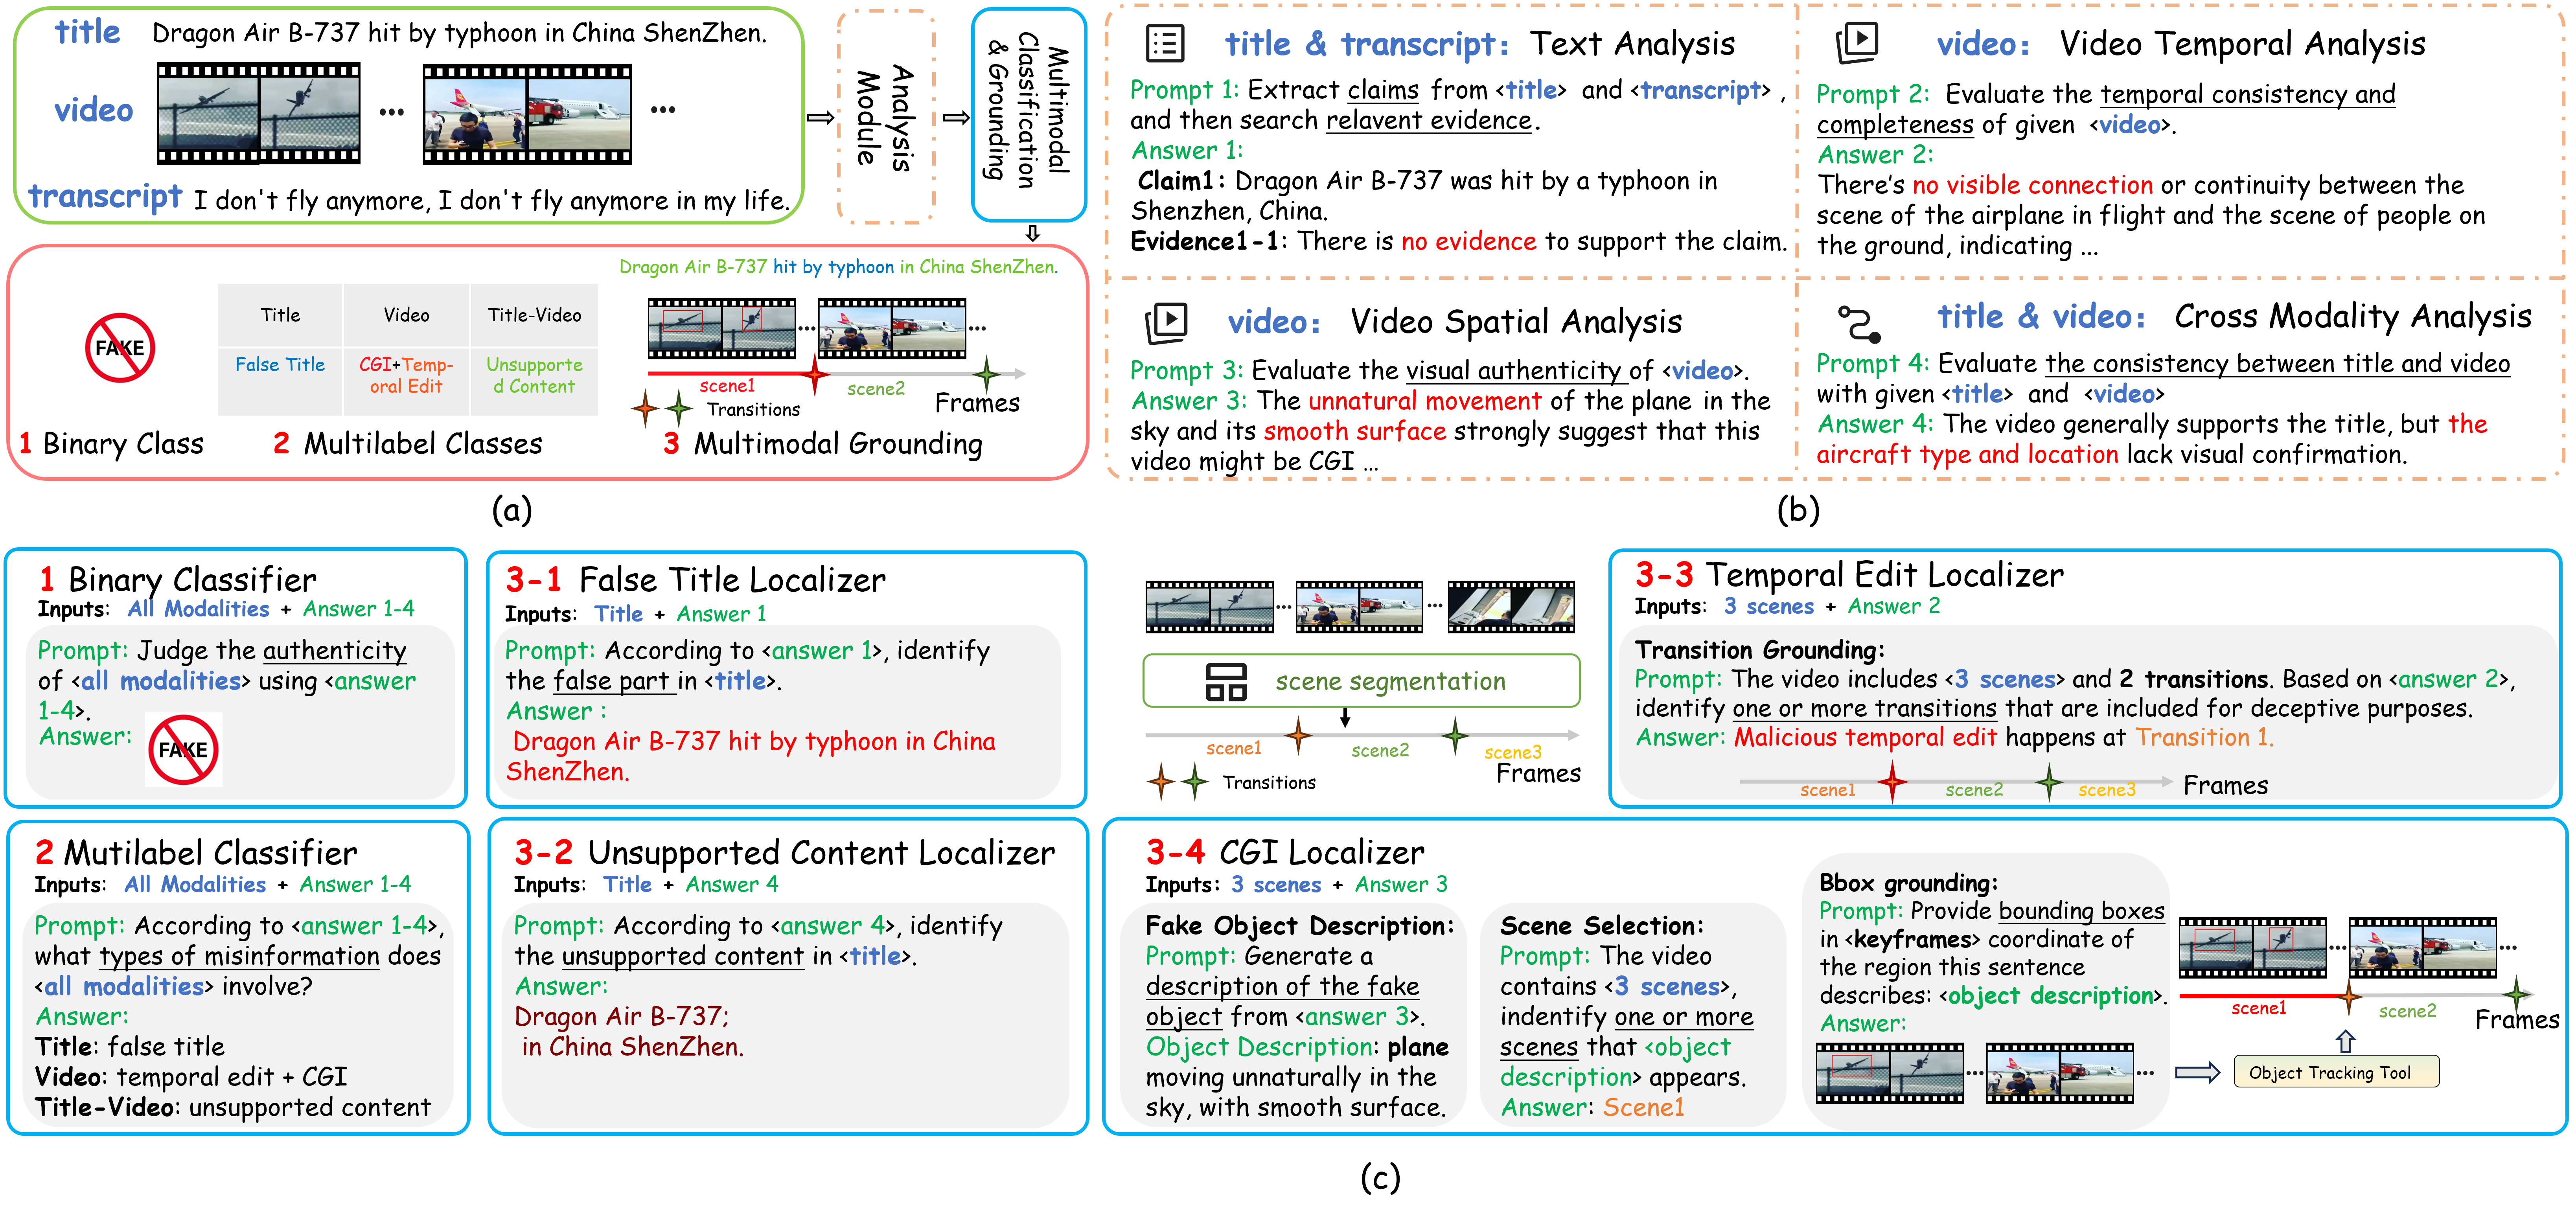 title Dragon Air B-737 hit by typhoon in China ShenZhen.
video
... ...
transcript I don't fly anymore, I don't fly anymore in my life.
Analysis
Module
Multimodal
Classification
& Grounding
FAKE
Title Video Title-Video
False Title CGI+Temp- Unsupporte
oral Edit d Content
1 Binary Class
2 Multilabel Classes
Dragon Air B-737 hit by typhoon in China ShenZhen.
... ...
scene1 scene2
Transitions
Frames
3 Multimodal Grounding
(a)
title & transcript: Text Analysis
Prompt 1: Extract claims from <title> and <transcript> ,
and then search relavent evidence.
Answer 1:
Claim1: Dragon Air B-737 was hit by a typhoon in
Shenzhen, China.
Evidence1-1: There is no evidence to support the claim.
video: Video Temporal Analysis
Prompt 2: Evaluate the temporal consistency and
completeness of given <video>.
Answer 2:
There's no visible connection or continuity between the
scene of the airplane in flight and the scene of people on
the ground, indicating ...
video: Video Spatial Analysis
Prompt 3: Evaluate the visual authenticity of <video>.
Answer 3: The unnatural movement of the plane in the
sky and its smooth surface strongly suggest that this
video might be CGI ...
title & video: Cross Modality Analysis
Prompt 4: Evaluate the consistency between title and video
with given <title> and <video>
Answer 4: The video generally supports the title, but the
aircraft type and location lack visual confirmation.
(b)
1 Binary Classifier
Inputs: All Modalities + Answer 1-4
Prompt: Judge the authenticity
of <all modalities> using <answer
1-4>.
Answer:
FAKE
3-1 False Title Localizer
Inputs: Title + Answer 1
Prompt: According to <answer 1>, identify
the false part in <title>.
Answer :
Dragon Air B-737 hit by typhoon in China
ShenZhen.
... ...
scene segmentation
scene1 scene2 scene3
Frames
Transitions
3-3 Temporal Edit Localizer
Inputs: 3 scenes + Answer 2
Transition Grounding:
Prompt: The video includes <3 scenes> and 2 transitions. Based on <answer 2>,
identify one or more transitions that are included for deceptive purposes.
Answer: Malicious temporal edit happens at Transition 1.
scene1 scene2 scene3 Frames
2 Mutilabel Classifier
Inputs: All Modalities + Answer 1-4
Prompt: According to <answer 1-4>,
what types of misinformation does
<all modalities> involve?
Answer:
Title: false title
Video: temporal edit + CGI
Title-Video: unsupported content
3-2 Unsupported Content Localizer
Inputs: Title + Answer 4
Prompt: According to <answer 4>, identify
the unsupported content in <title>.
Answer:
Dragon Air B-737;
in China ShenZhen.
3-4 CGI Localizer
Inputs: 3 scenes + Answer 3
Fake Object Description:
Prompt: Generate a
description of the fake
object from <answer 3>.
Object Description: plane
moving unnaturally in the
sky, with smooth surface.
Scene Selection:
Prompt: The video
contains <3 scenes>,
indentify one or more
scenes that <object
description> appears.
Answer: Scene1
Bbox grounding:
Prompt: Provide bounding boxes
in <keyframes> coordinate of
the region this sentence
describes: <object description>.
Answer:
... ...
Object Tracking Tool
... ...
scene1 scene2
Frames
(c)